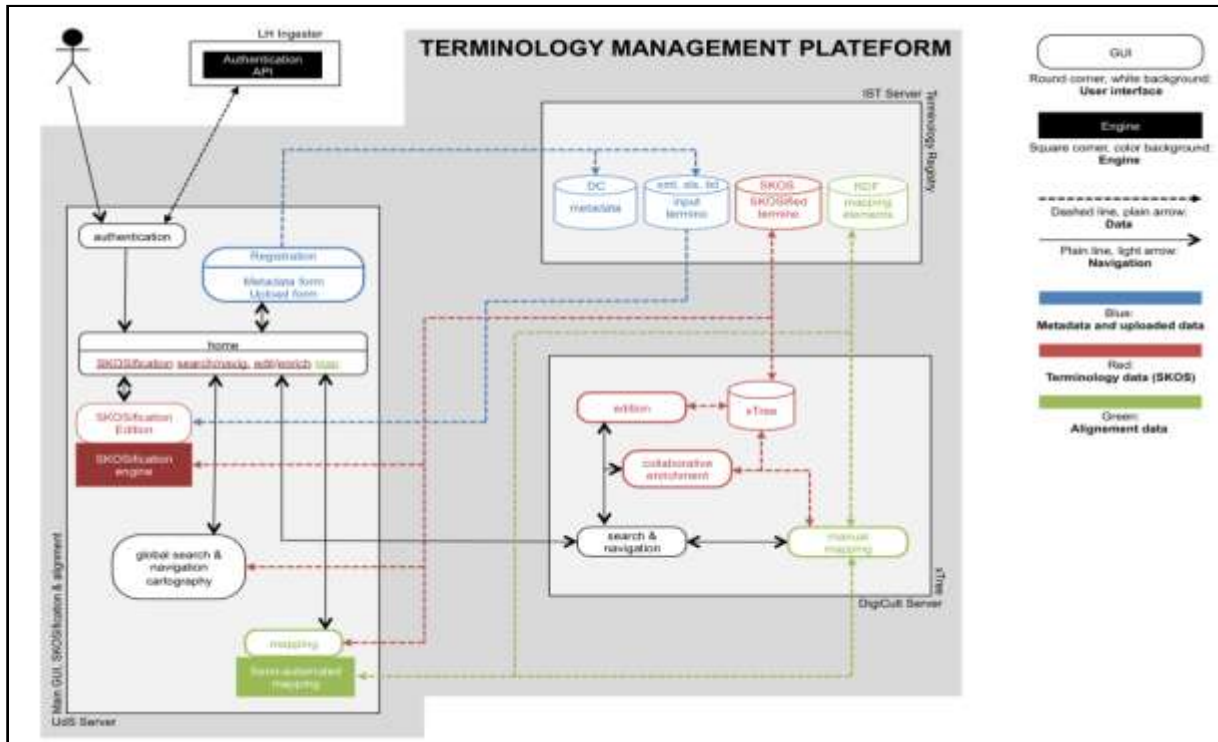 LH Ingester
Authentication
API
TERMINOLOGY MANAGEMENT PLATEFORM
IST Server
Terminology Registry
DC
metadata
xml, xls, txt
input
termino
SKOS
SKOSified
termino
RDF
mapping
elements
authentication
Registration
Metadata form
Upload form
home
SKOSification search/navig. edit/enrich map
SKOSification
Edition
SKOSification
engine
global search &
navigation
cartography
mapping
Semi-automated
mapping
Main GUI, SKOSification & alignment
UdS Server
edition
xTree
collaborative
enrichment
search &
navigation
manual
mapping
xTree
DigiCult Server
GUI
Round corner, white background:
User interface
Engine
Square corner, color background:
Engine
Dashed line, plain arrow:
Data
Plain line, light arrow:
Navigation
Blue:
Metadata and uploaded data
Red:
Terminology data (SKOS)
Green:
Alignement data